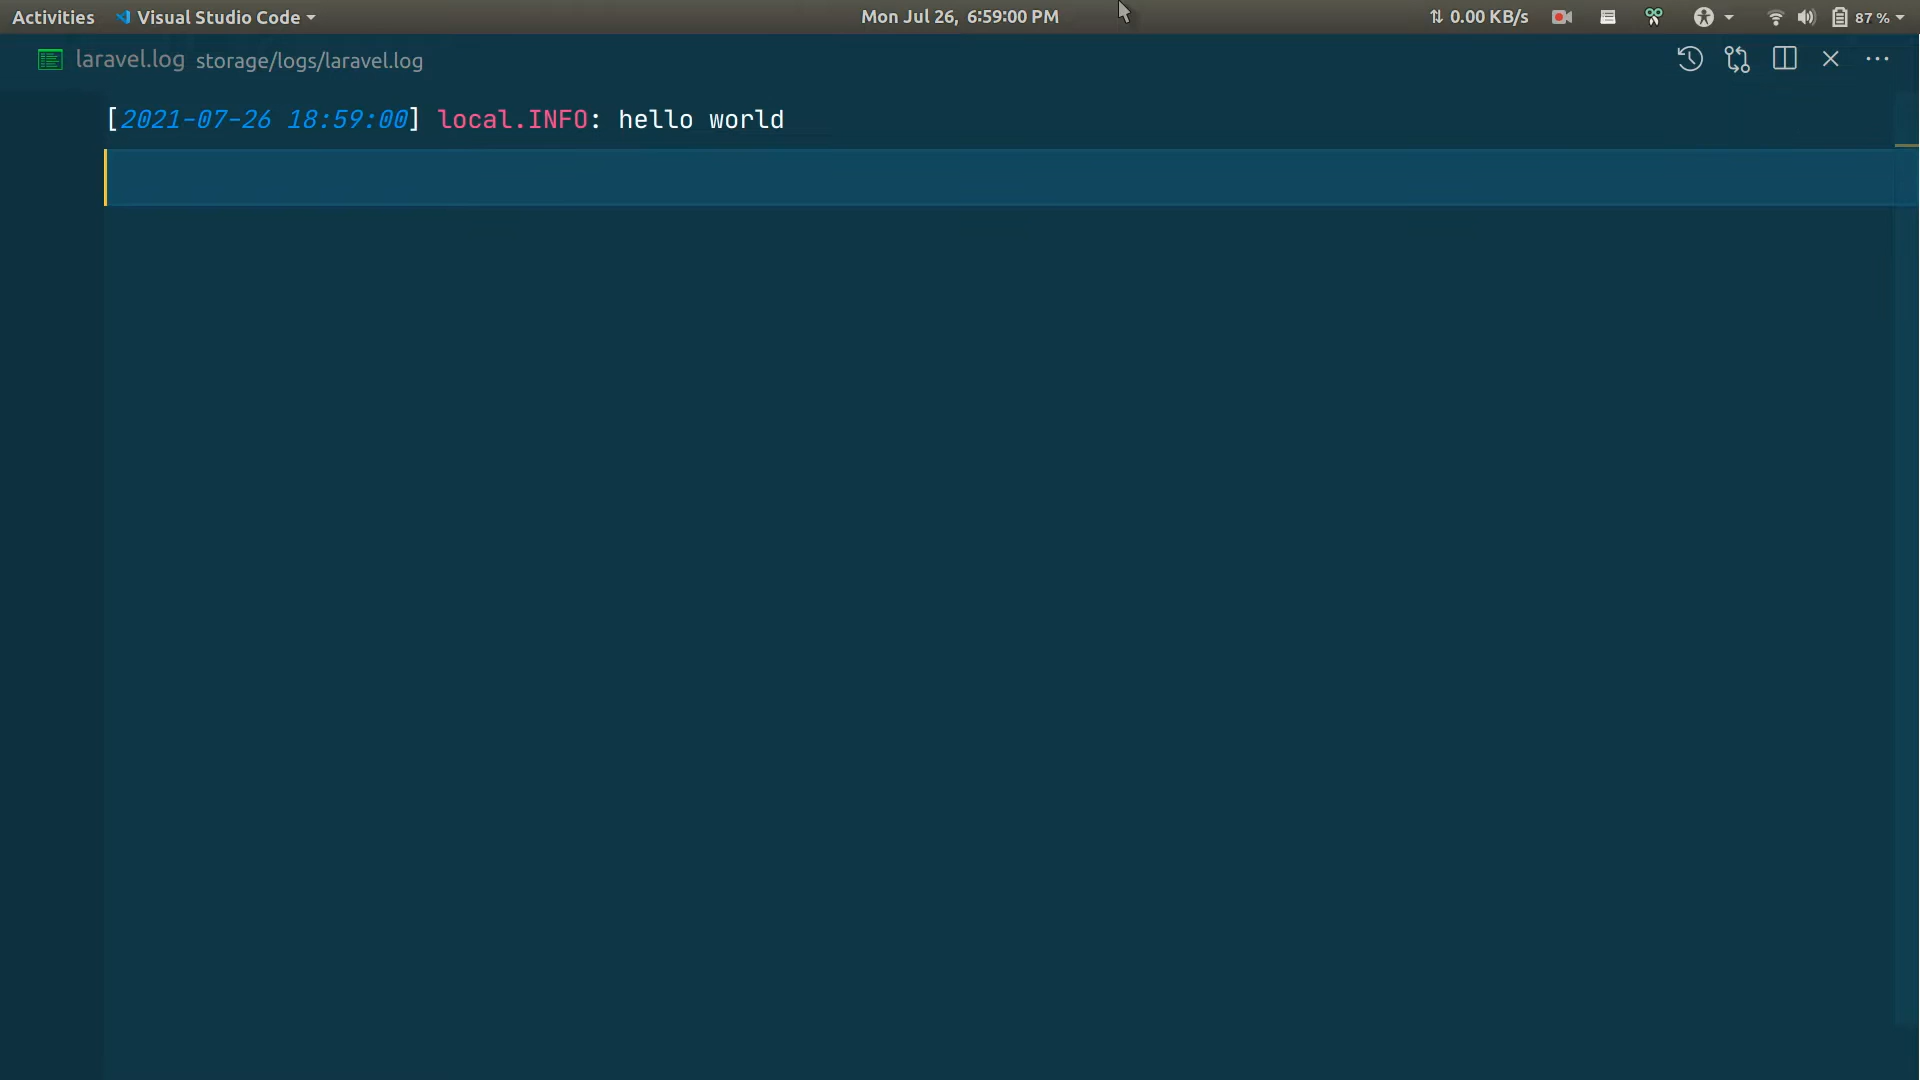 Activities Visual Studio Code Mon Jul 26, 6:59:00 PM 0.00 KB/s 87 %
laravel.log storage/logs/laravel.log
[2021-07-26 18:59:00] local.INFO: hello world